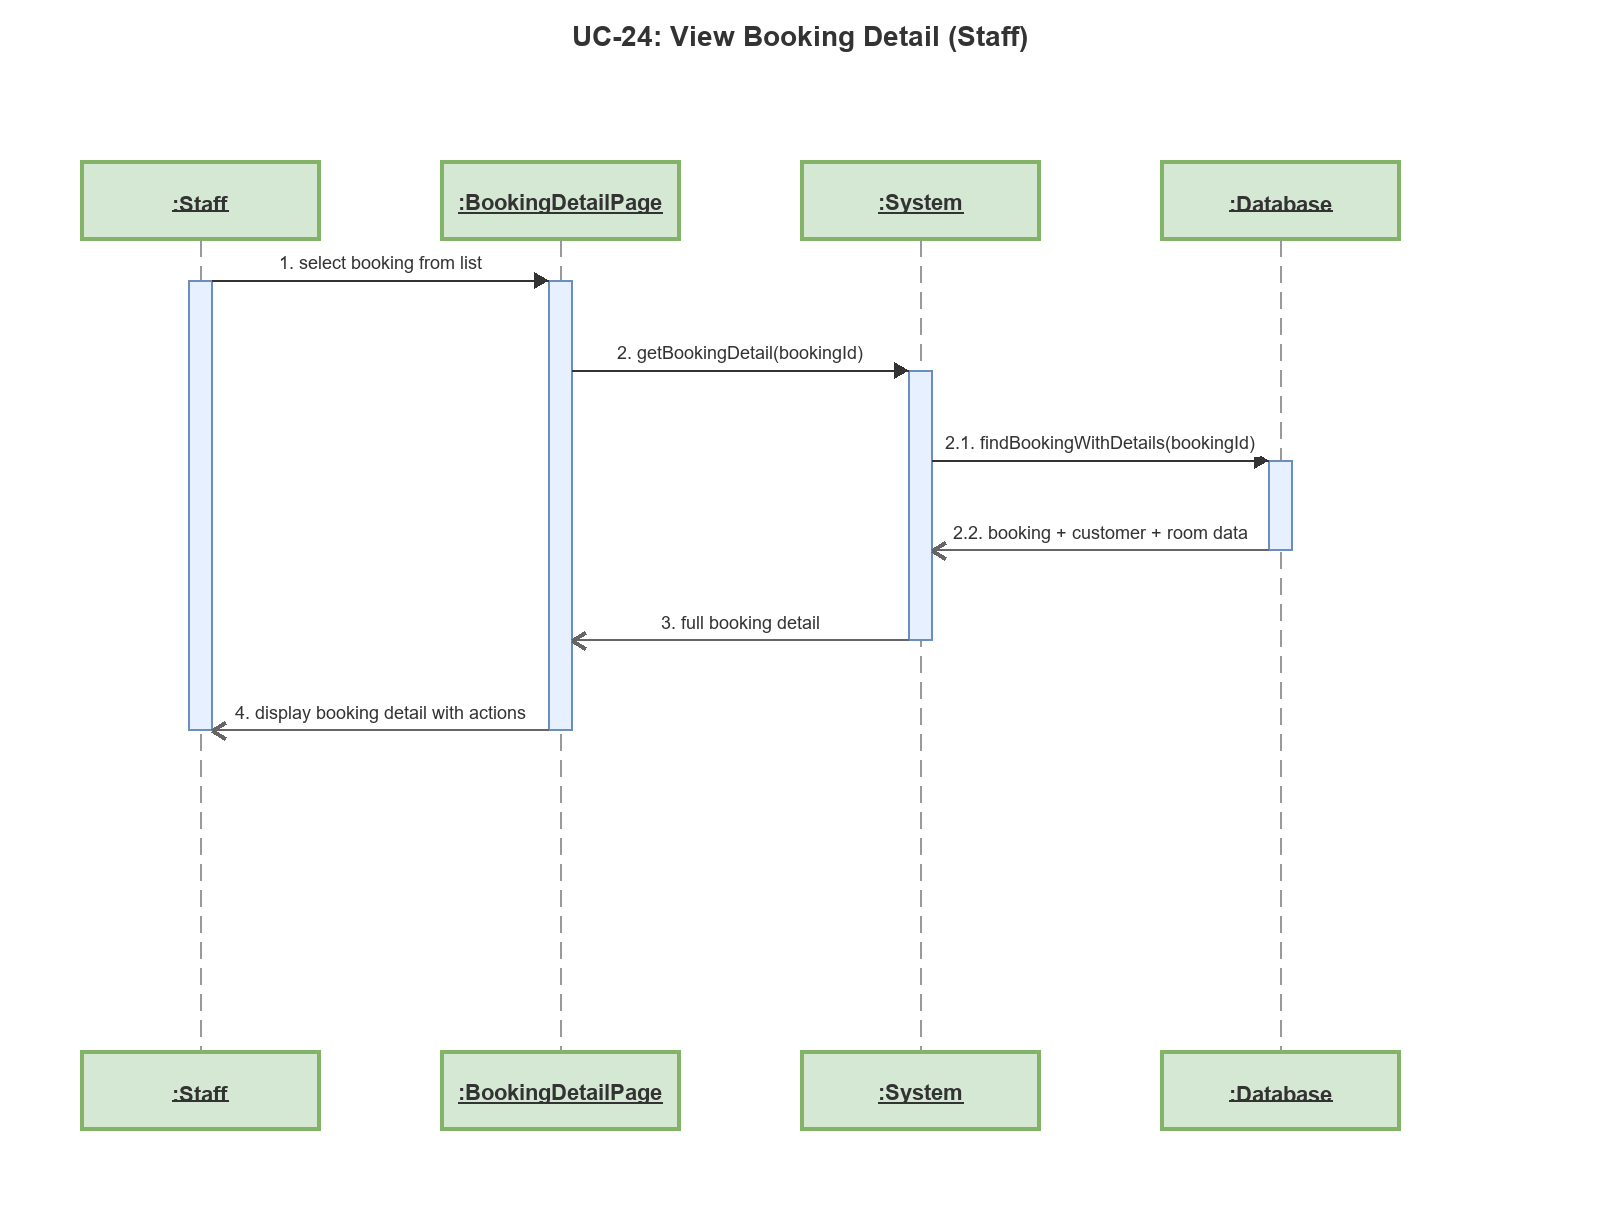 UC-24: View Booking Detail (Staff)
:Staff
:BookingDetailPage
:System
:Database
1. select booking from list
2. getBookingDetail(bookingId)
2.1. findBookingWithDetails(bookingId)
2.2. booking + customer + room data
3. full booking detail
4. display booking detail with actions
:Staff
:BookingDetailPage
:System
:Database